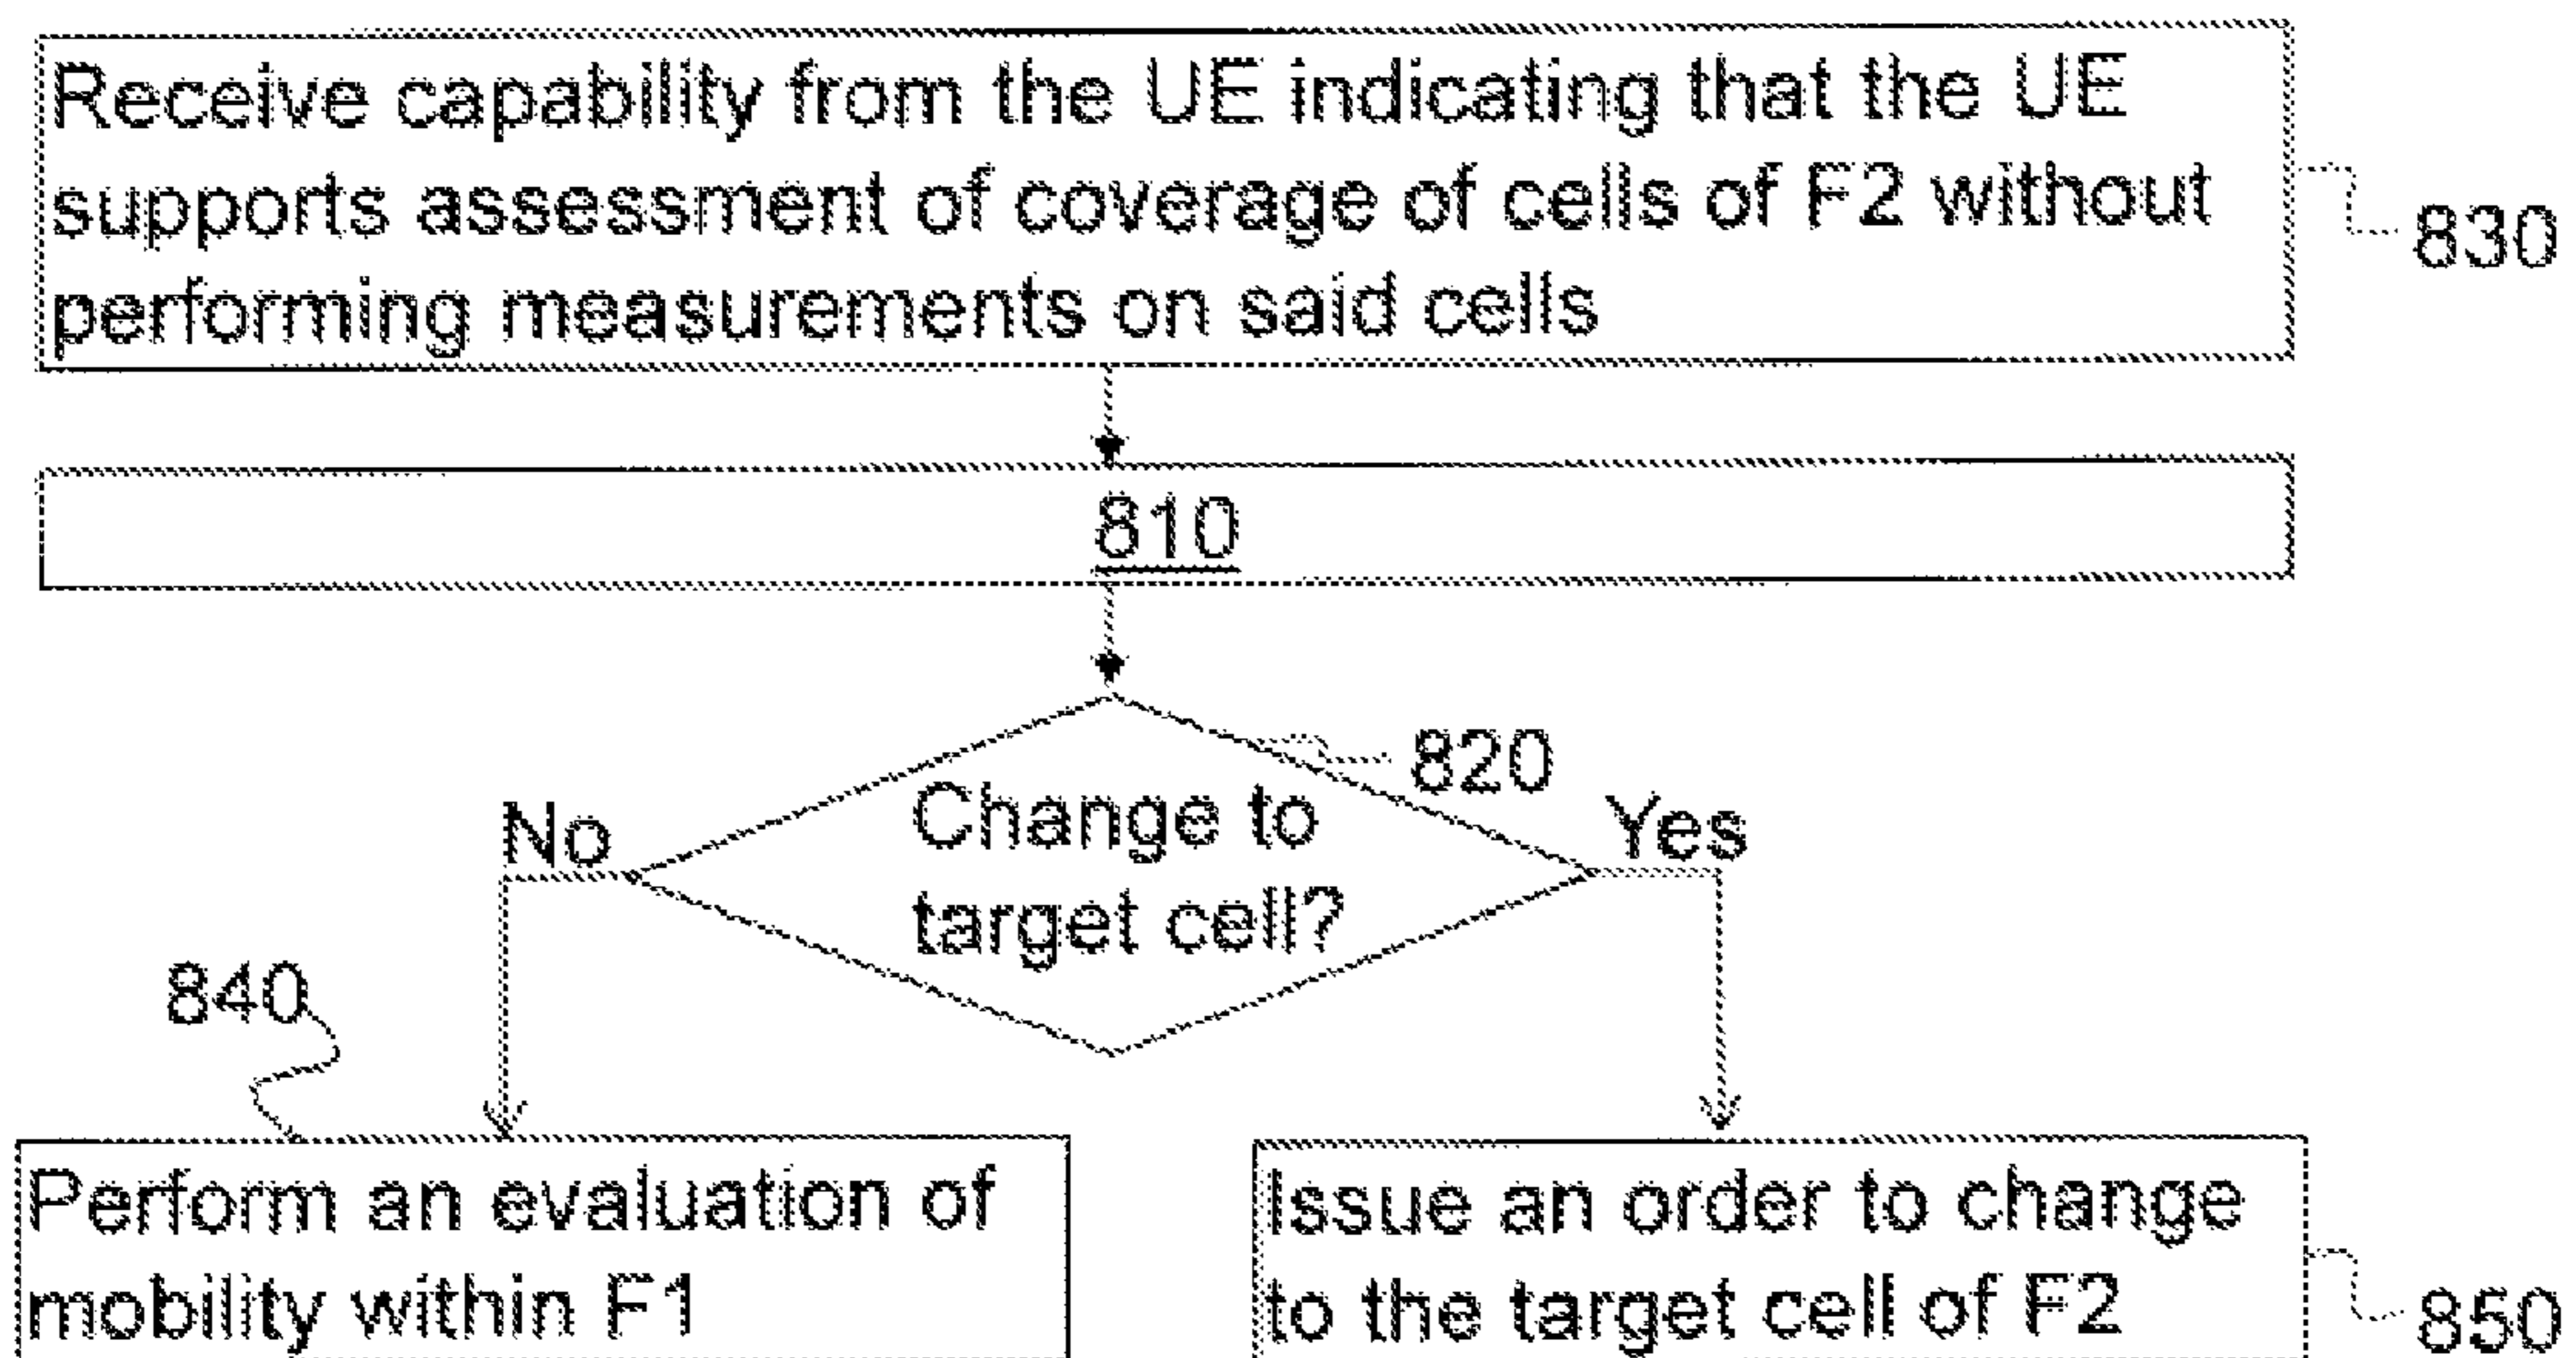 Receive capability from the UE indicating that the UE
supports assessment of coverage of cells of F2 without
performing measurements on said cells
830
810
820
Change to
target cell?
No
Yes
840
Perform an evaluation of
mobility within F1
Issue an order to change
to the target cell of F2
850